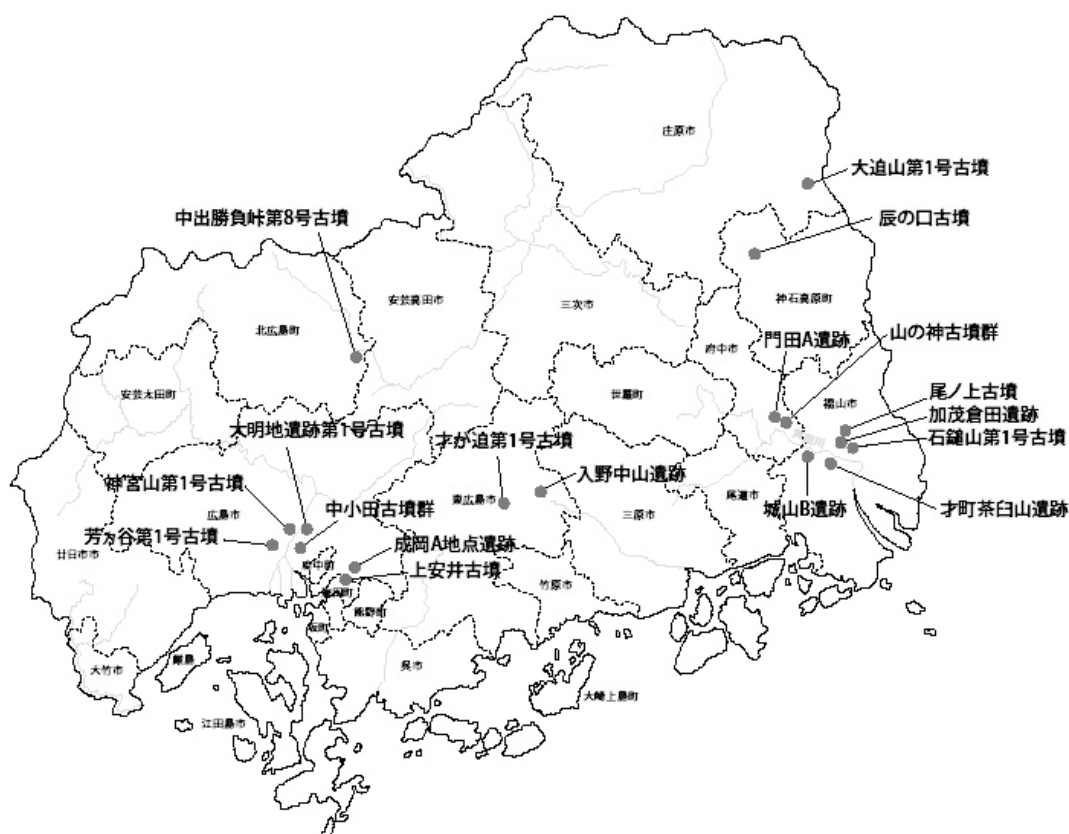 庄原市
大迫山第1号古墳
中出勝負峠第8号古墳
辰の口古墳
安芸高田市
三次市
神石高原町
北広島町
府中市
門田A遺跡
山の神古墳群
安芸太田町
世羅町
福山市
尾ノ上古墳
加茂倉田遺跡
石鎚山第1号古墳
大明地遺跡第1号古墳
才が迫第1号古墳
入野中山遺跡
神宮山第1号古墳
広島市
中小田古墳群
東広島市
三原市
尾道市
城山B遺跡
才町茶臼山遺跡
芳ヶ谷第1号古墳
廿日市市
成岡A地点遺跡
府中町
上安井古墳
竹原市
熊野町
坂町
大竹市
呉市
大崎上島町
江田島市